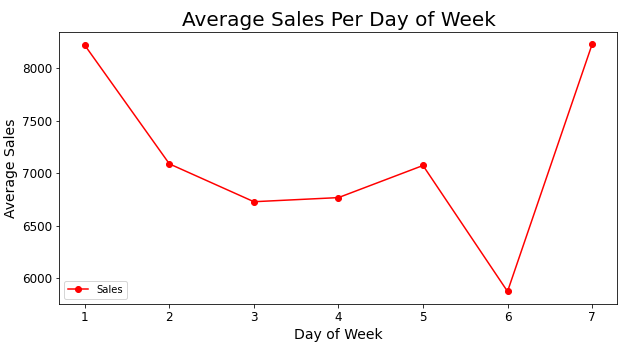 Average Sales Per Day of Week
8000
7500
7000
6500
6000
Average Sales
Sales
1 2 3 4 5 6 7
Day of Week